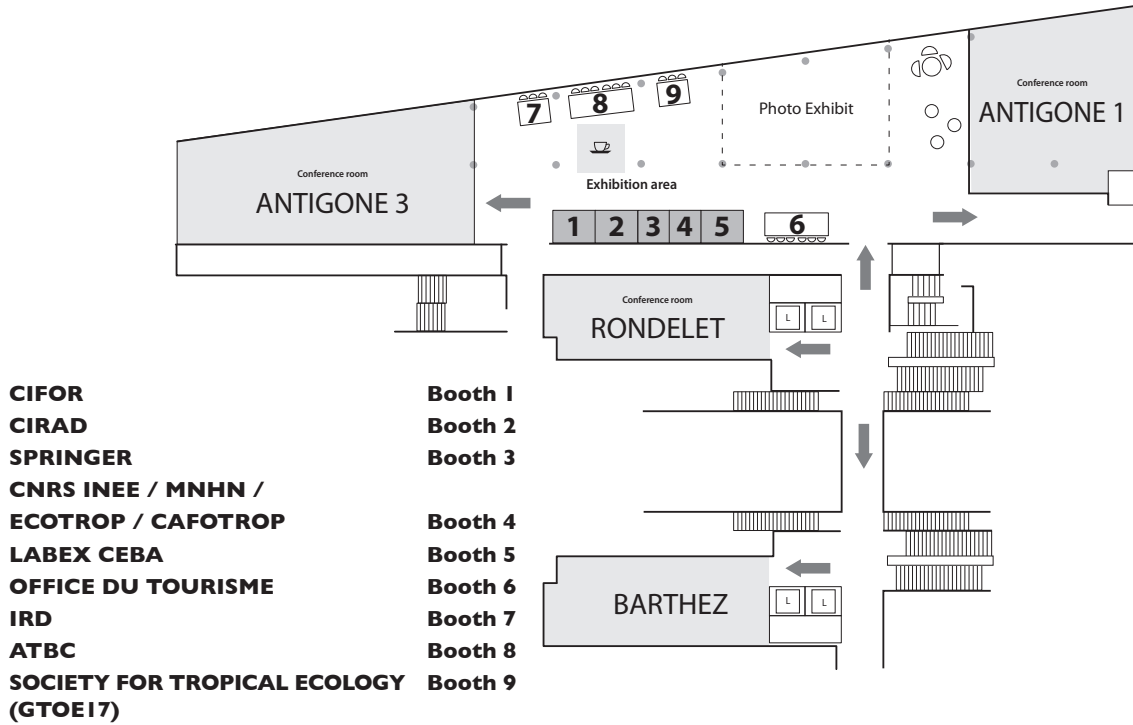 Conference room
ANTIGONE 1
Photo Exhibit
7
8
9
Conference room
ANTIGONE 3
Exhibition area
1
2
3
4
5
6
Conference room
RONDELET
L
L
CIFOR Booth 1
CIRAD Booth 2
SPRINGER Booth 3
CNRS INEE / MNHN /
ECOTROP / CAFOTROP Booth 4
LABEX CEBA Booth 5
OFFICE DU TOURISME Booth 6
IRD Booth 7
ATBC Booth 8
SOCIETY FOR TROPICAL ECOLOGY Booth 9
(GTOE17)
BARTHEZ
L
L